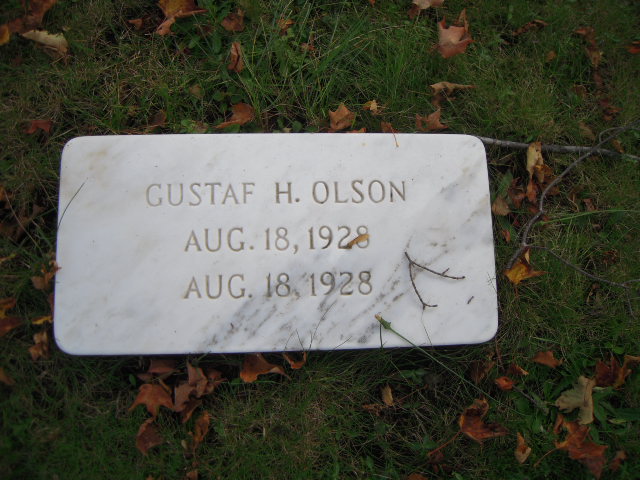 GUSTAF H. OLSON
AUG. 18, 1928
AUG. 18, 1928